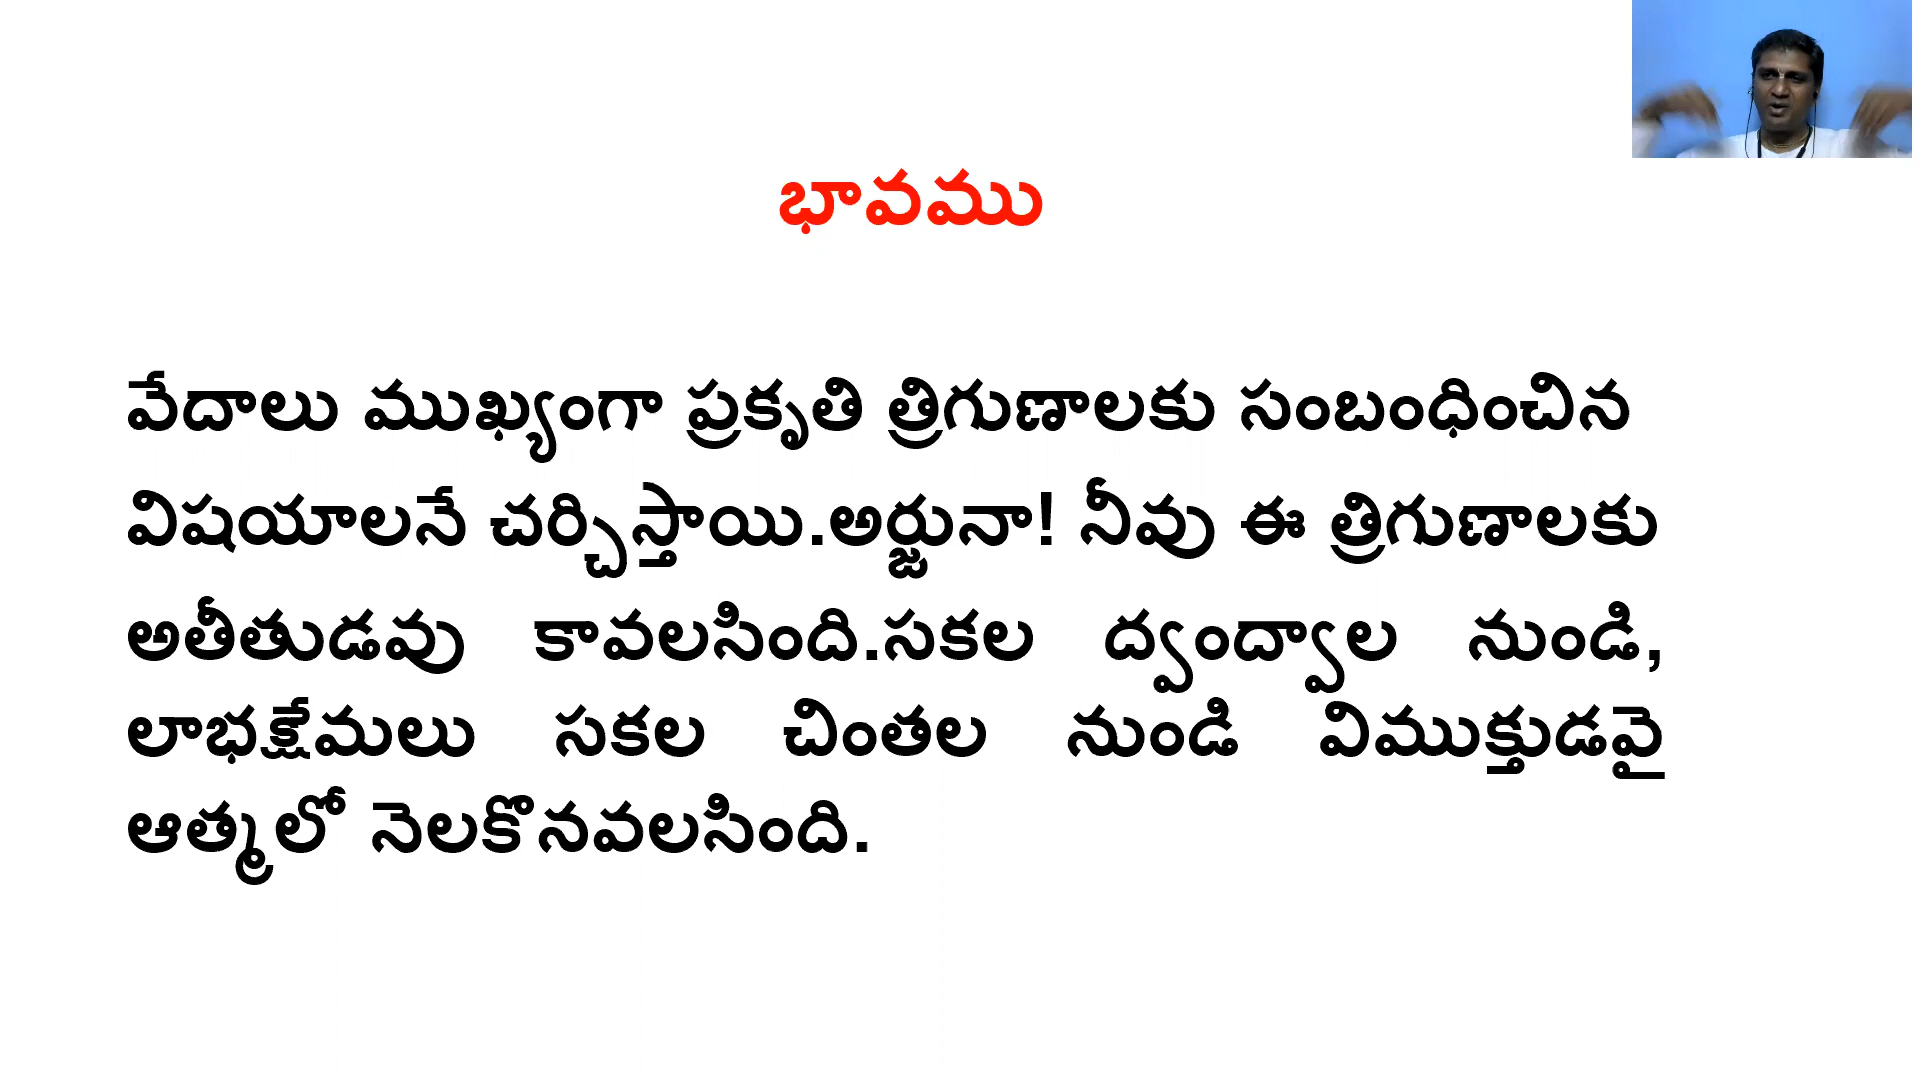 భావము
వేదాలు ముఖ్యంగా ప్రకృతి త్రిగుణాలకు సంబంధించిన
విషయాలనే చర్చిస్తాయి.అర్జునా! నీవు ఈ త్రిగుణాలకు
అతీతుడవు కావలసింది.సకల ద్వంద్వాల నుండి,
లాభక్షేమలు సకల చింతల నుండి విముక్తుడవై
ఆత్మలో నెలకొనవలసింది.